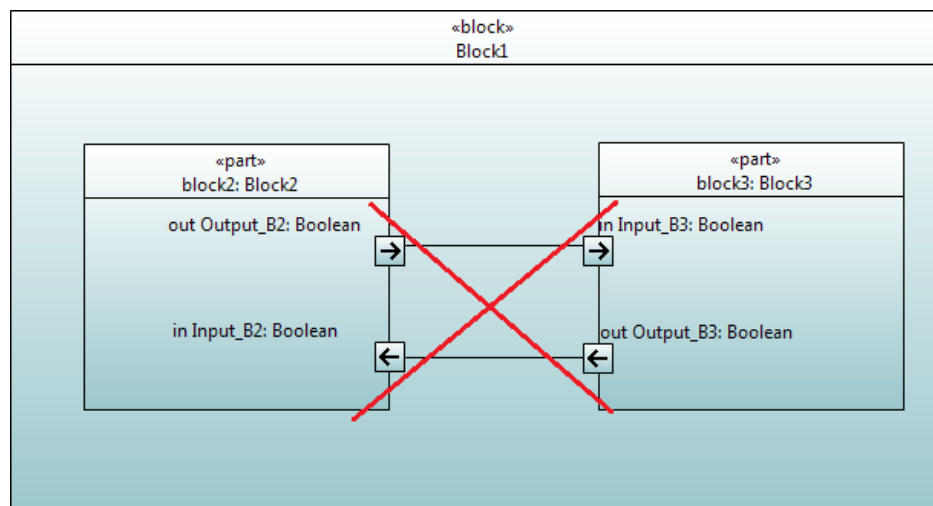 «block»
Block1
«part»
block2: Block2
«part»
block3: Block3
out Output_B2: Boolean
in Input_B3: Boolean
in Input_B2: Boolean
out Output_B3: Boolean